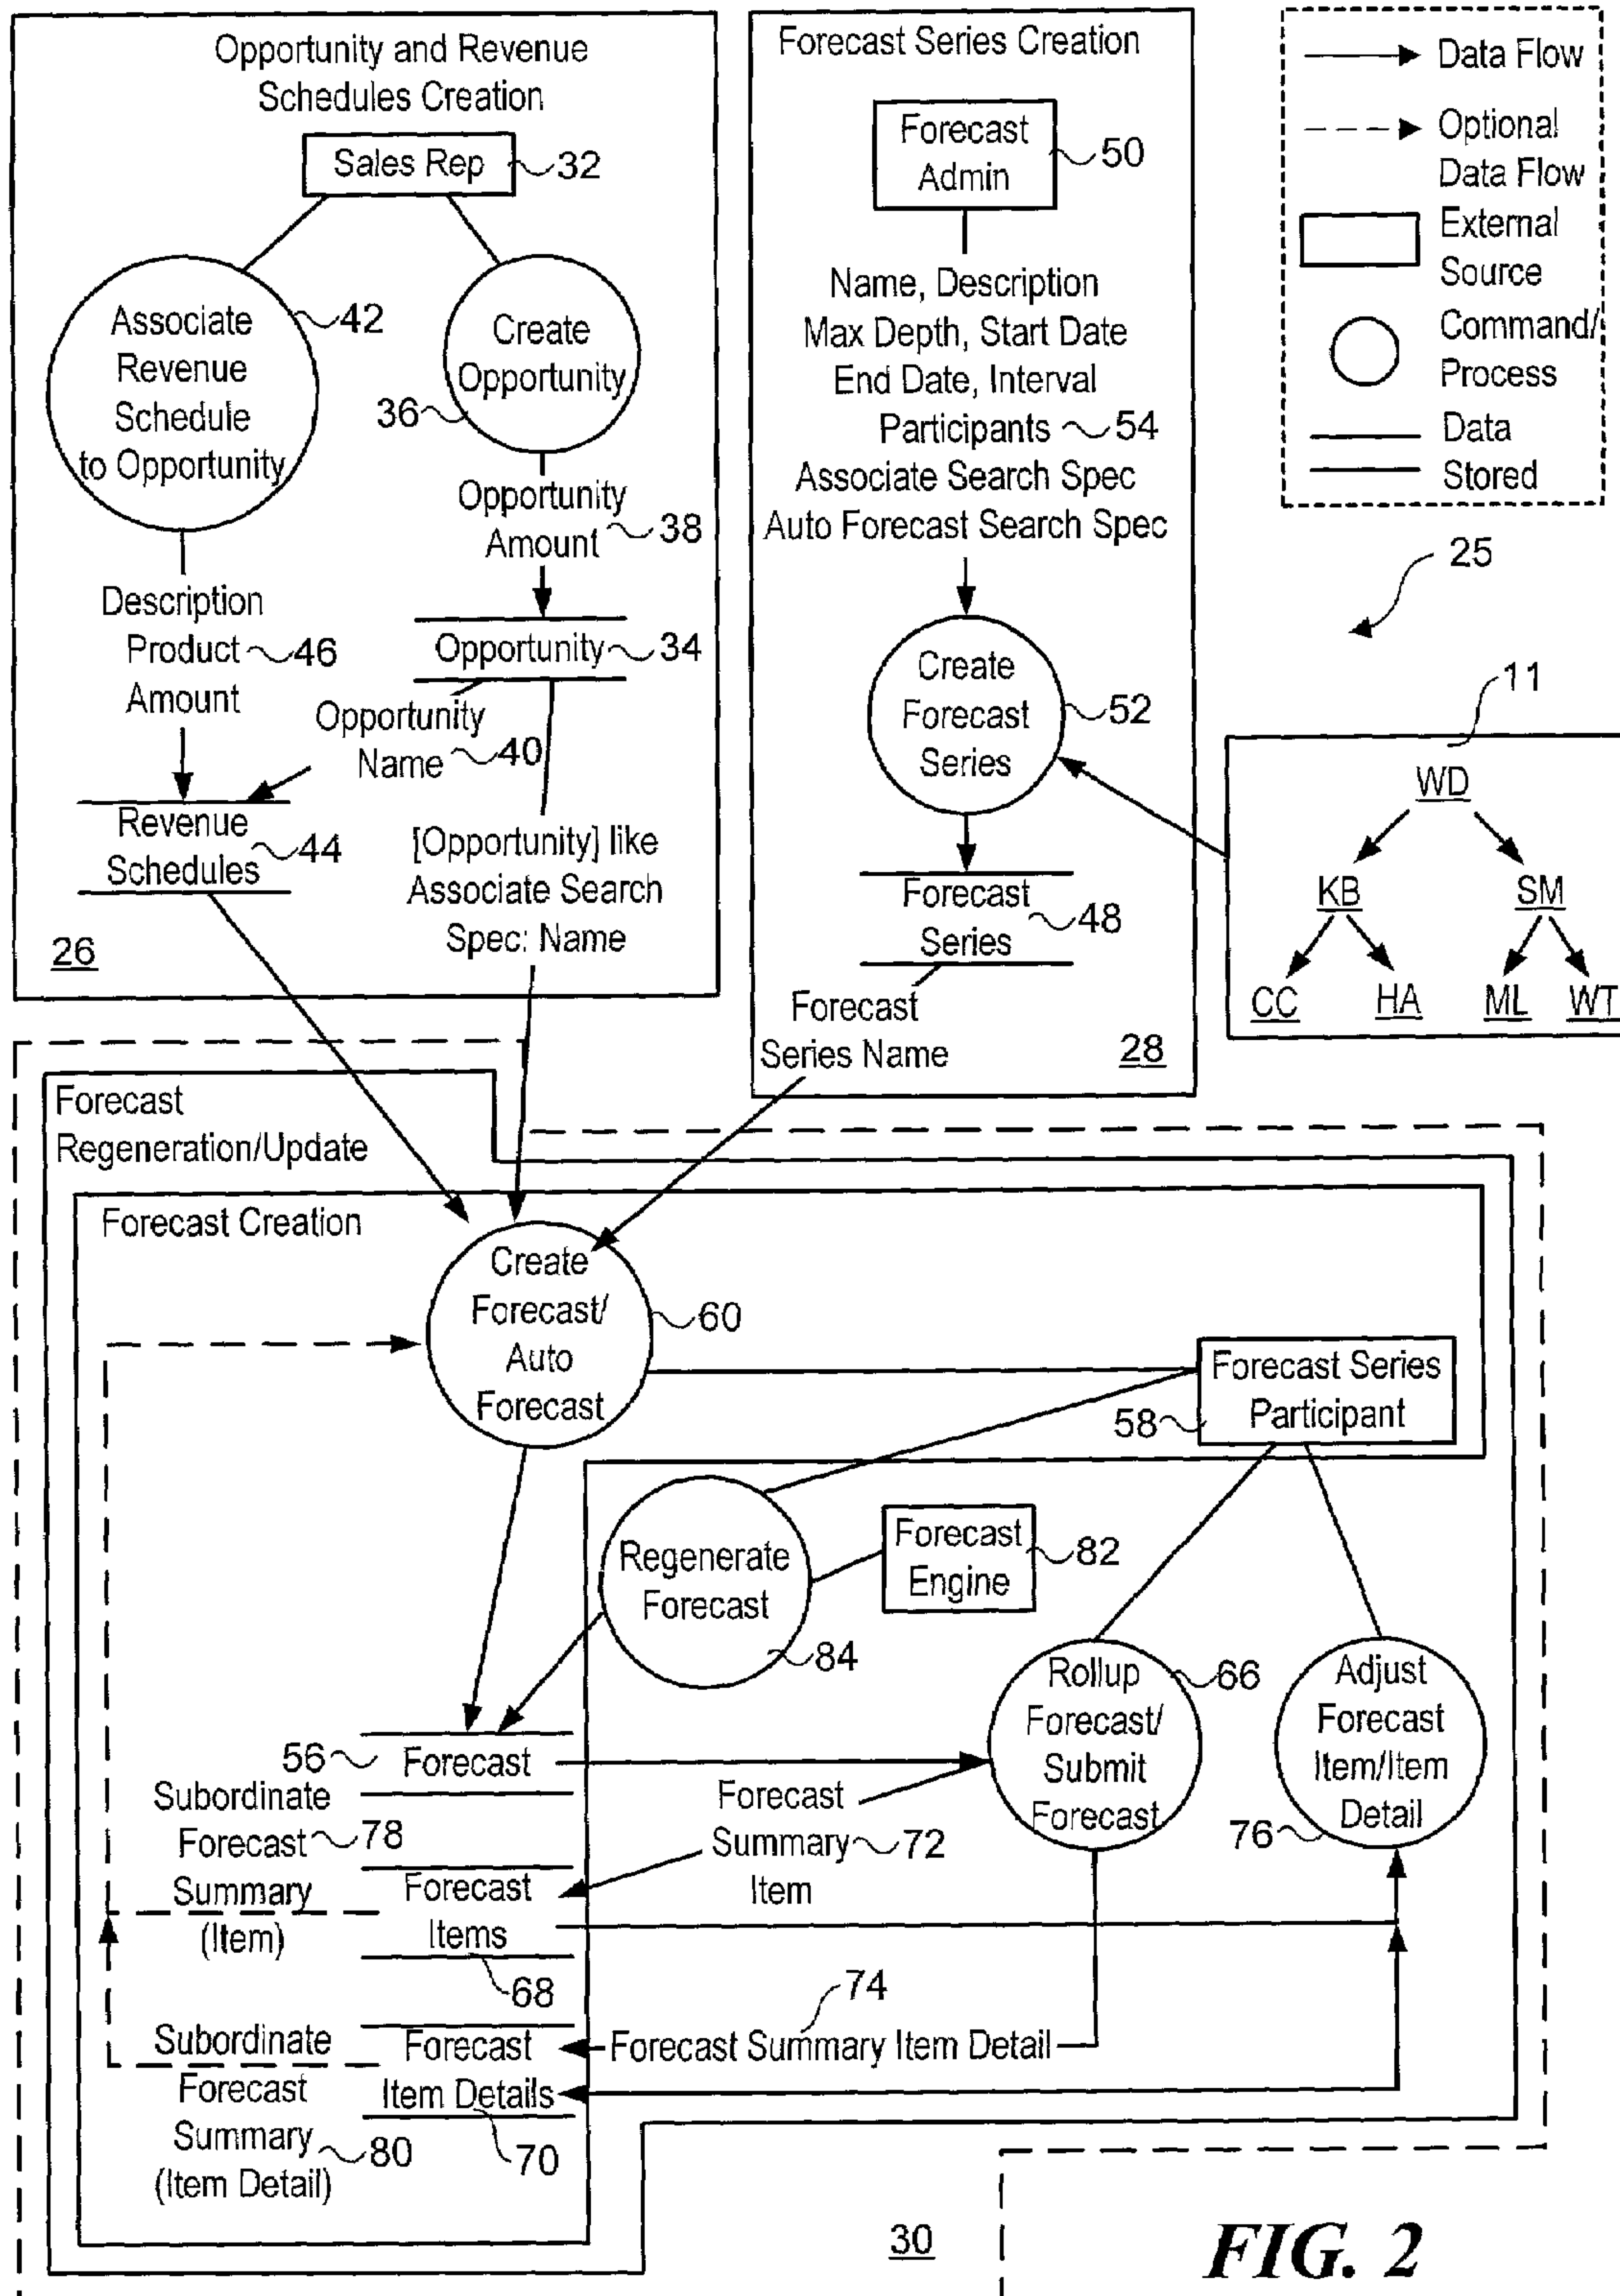 Opportunity and Revenue
Schedules Creation
Sales Rep 32
Associate
Revenue
Schedule
to Opportunity
42
Create
Opportunity
36
Opportunity
Amount 38
Description
Product 46
Amount
Opportunity 34
Opportunity
Name 40
Revenue
Schedules 44
[Opportunity] like
Associate Search
Spec: Name
26
Forecast Series Creation
Forecast
Admin
50
Name, Description
Max Depth, Start Date
End Date, Interval
Participants 54
Associate Search Spec
Auto Forecast Search Spec
Create
Forecast
Series
52
Forecast
Series
48
Forecast
Series Name
28
Data Flow
Optional
Data Flow
External
Source
Command/
Process
Data
Stored
25
11
WD
KB SM
CC HA ML WT
Forecast
Regeneration/Update
Forecast Creation
Create
Forecast/
Auto
Forecast
60
Forecast Series
Participant
58
Regenerate
Forecast
84
Forecast
Engine
82
Rollup
Forecast/
Submit
Forecast
66
Adjust
Forecast
Item/Item
Detail
76
56 Forecast
Subordinate
Forecast 78
Summary
(Item)
Forecast
Summary 72
Item
Forecast
Items
68
74
Subordinate
Forecast
Summary 80
(Item Detail)
Forecast
Item Details
70
Forecast Summary Item Detail
30
FIG. 2